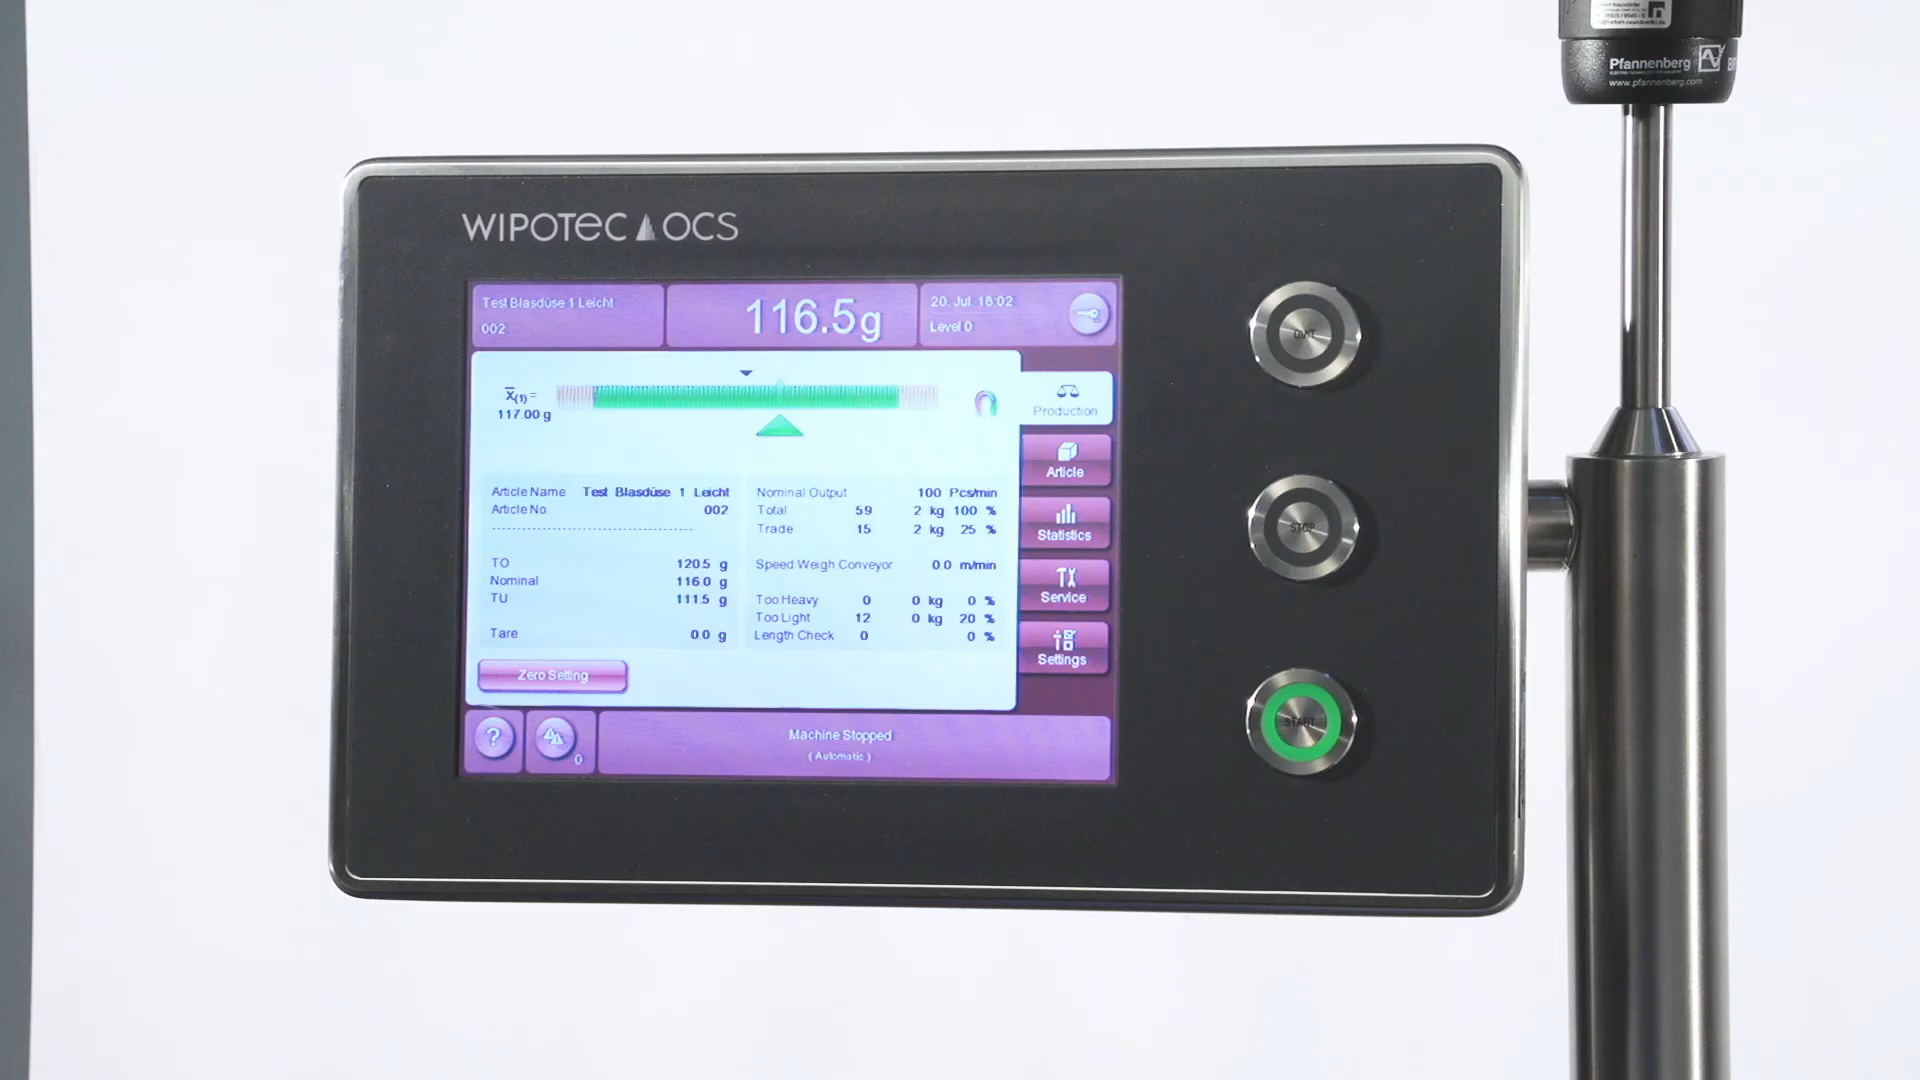 Pfannenberg
www.pfannenberg.com
WIPOTEC OCS
Test Blasdüse 1 Leicht
002
116.5g
20. Jul. 18:02
Level 0
X(1) =
117.00 g
Production
Article
Statistics
Service
Settings
Article Name Test Blasdüse 1 Leicht
Article No 002
TO 120.5 g
Nominal 116.0 g
TU 111.5 g
Tare 0.0 g
Nominal Output 100 Pcs/min
Total 59 2 kg 100 %
Trade 15 2 kg 25 %
Speed Weigh Conveyor 0.0 m/min
Too Heavy 0 0 kg 0 %
Too Light 12 0 kg 20 %
Length Check 0 0 %
Zero Setting
?
0
Machine Stopped
( Automatic )
STOP
START